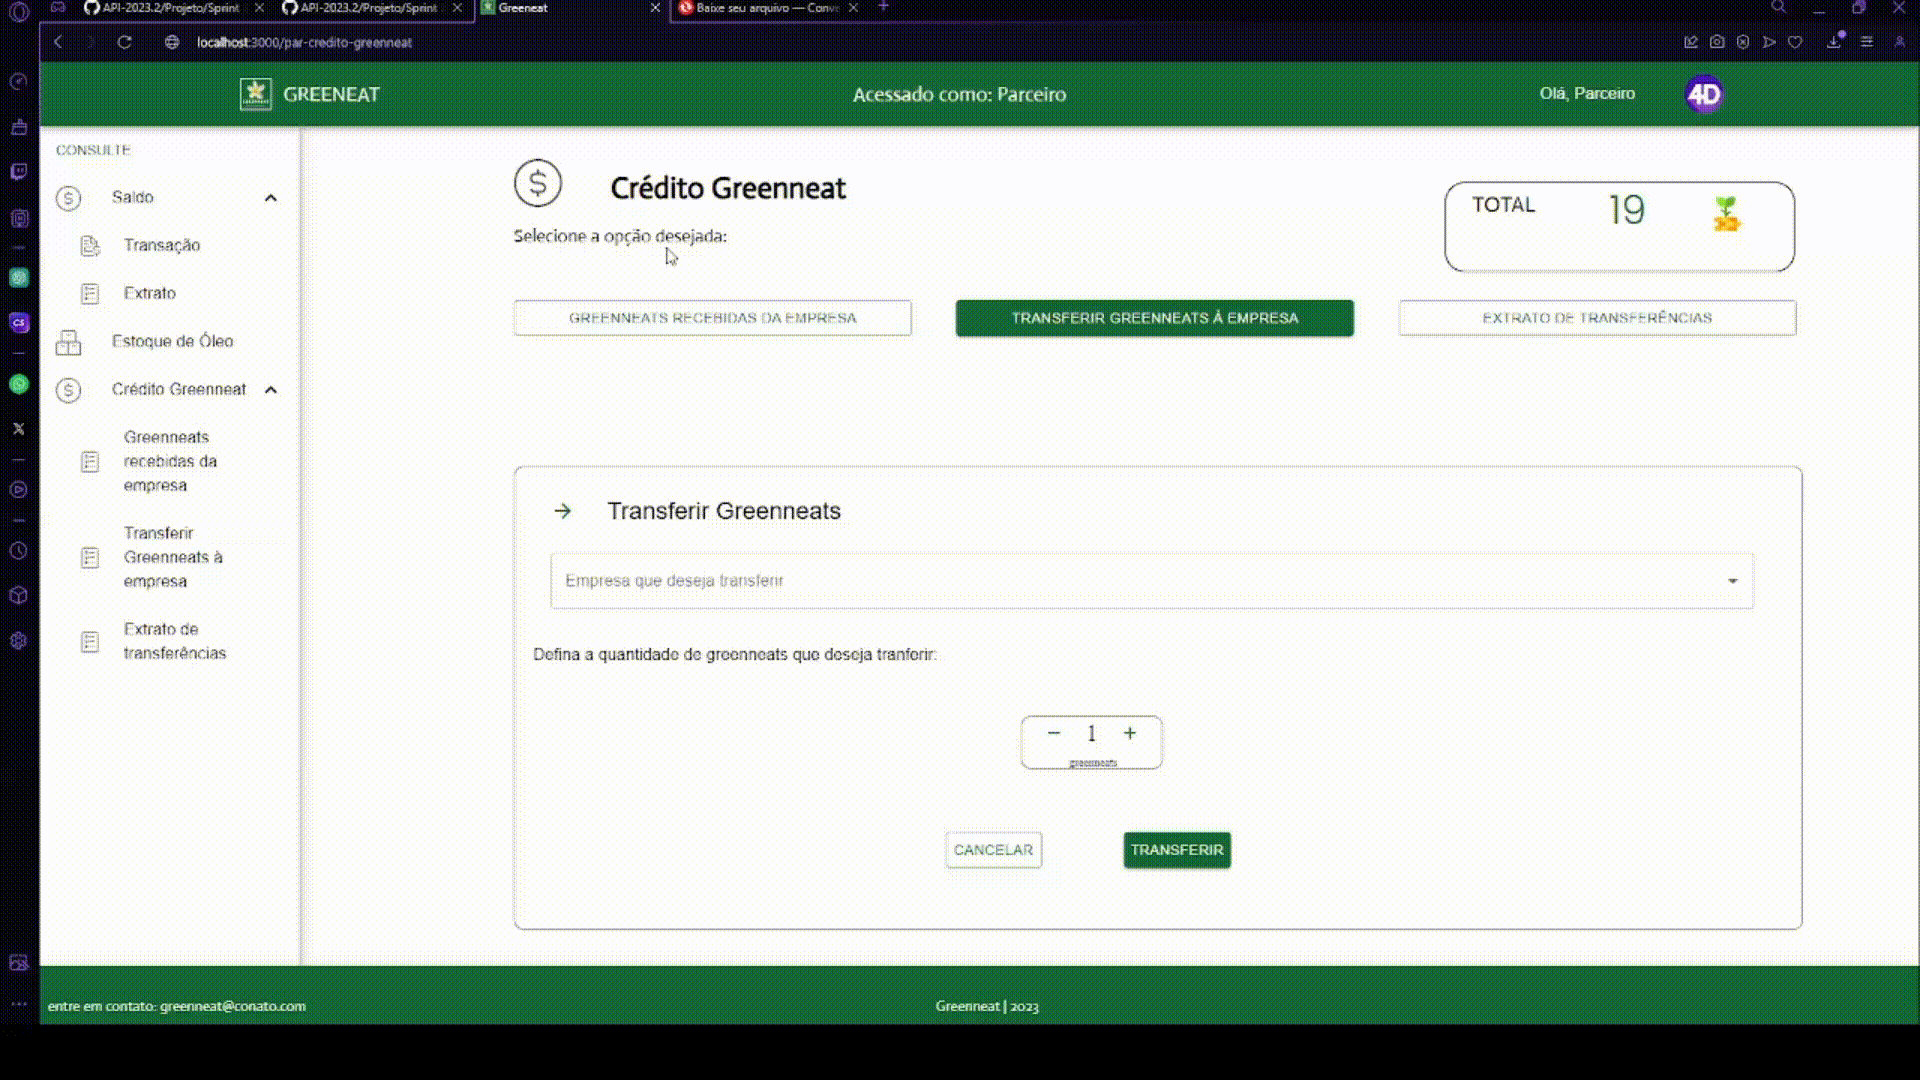 API-2023.2/Projeto/Sprint
API-2023.2/Projeto/Sprint
Greeneat
Baixe seu arquivo — Conv
localhost:3000/par-credito-greenneat
GREENEAT
Acessado como: Parceiro
Olá, Parceiro
4D
CONSULTE
Saldo
Transação
Extrato
Estoque de Óleo
Crédito Greenneat
Greenneats
recebidas da
empresa
Transferir
Greenneats à
empresa
Extrato de
transferências
Crédito Greenneat
Selecione a opção desejada:
TOTAL 19
GREENNEATS RECEBIDAS DA EMPRESA
TRANSFERIR GREENNEATS À EMPRESA
EXTRATO DE TRANSFERÊNCIAS
Transferir Greenneats
Empresa que deseja transferir
Defina a quantidade de greenneats que deseja tranferir:
− 1 +
greenneats
CANCELAR
TRANSFERIR
entre em contato: greenneat@conato.com
Greenneat | 2023